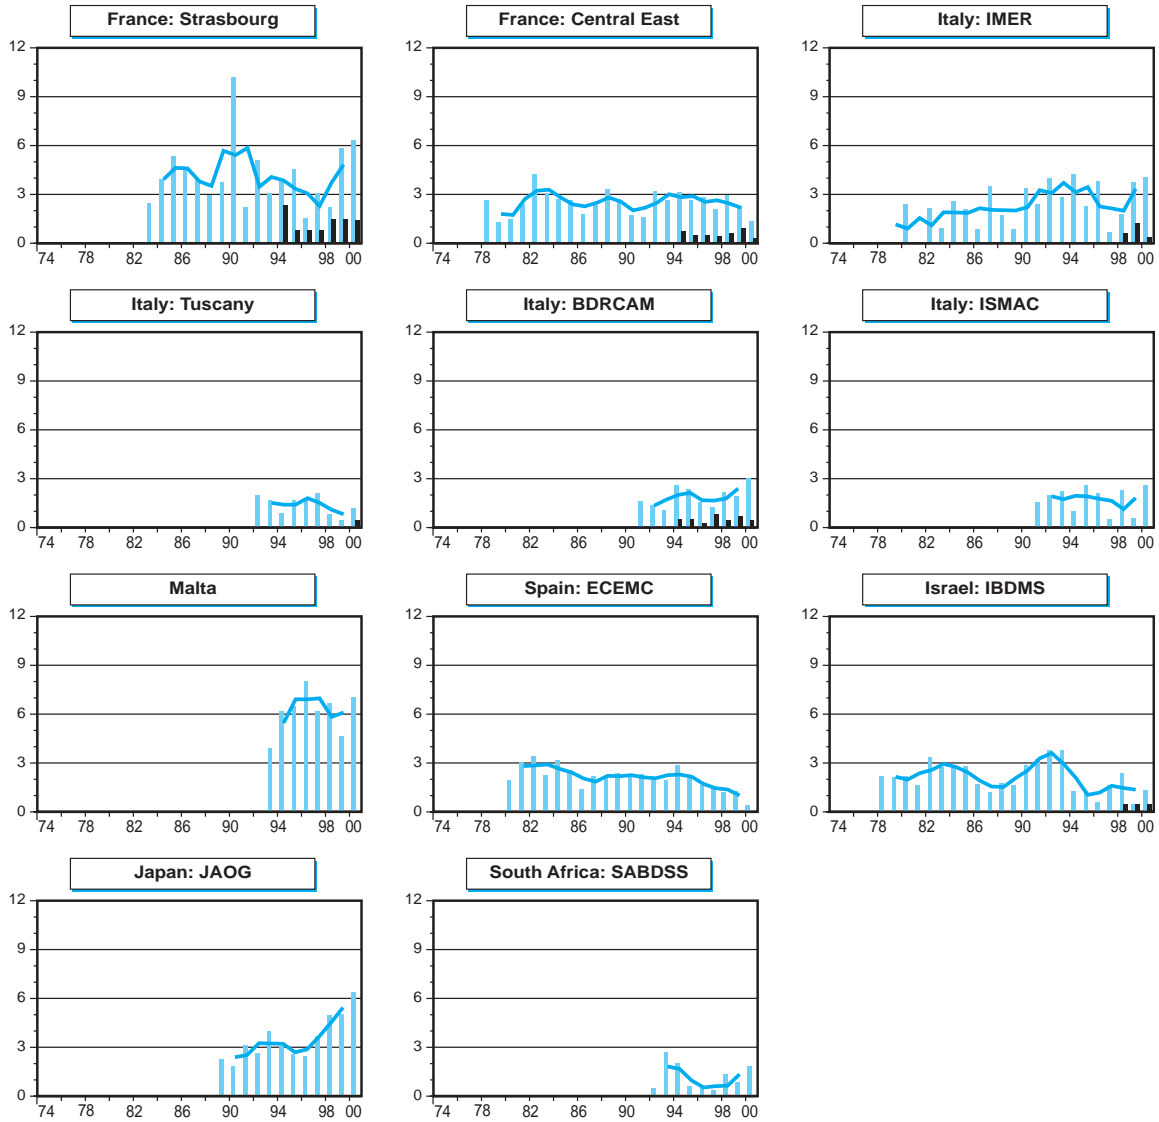 France: Strasbourg
France: Central East
Italy: IMER
12
9
6
3
0
74 78 82 86 90 94 98 00
12
9
6
3
0
74 78 82 86 90 94 98 00
12
9
6
3
0
74 78 82 86 90 94 98 00
Italy: Tuscany
Italy: BDRCAM
Italy: ISMAC
12
9
6
3
0
74 78 82 86 90 94 98 00
12
9
6
3
0
74 78 82 86 90 94 98 00
12
9
6
3
0
74 78 82 86 90 94 98 00
Malta
Spain: ECEMC
Israel: IBDMS
12
9
6
3
0
74 78 82 86 90 94 98 00
12
9
6
3
0
74 78 82 86 90 94 98 00
12
9
6
3
0
74 78 82 86 90 94 98 00
Japan: JAOG
South Africa: SABDSS
12
9
6
3
0
74 78 82 86 90 94 98 00
12
9
6
3
0
74 78 82 86 90 94 98 00